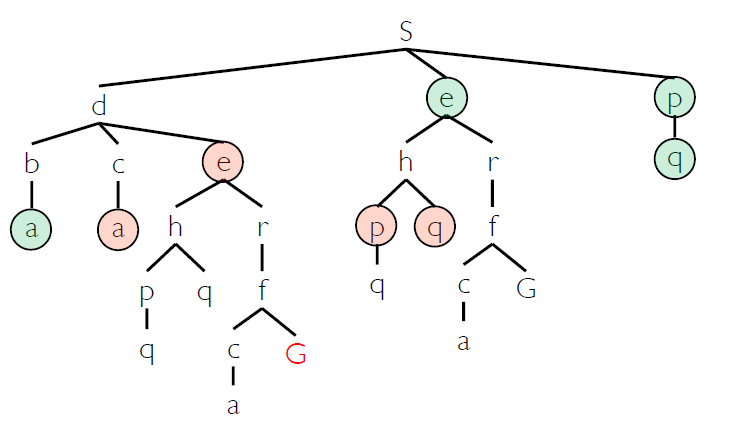 S
d e p
b c e h r q
a a h r p q f
p q f q c G
q c G a
a